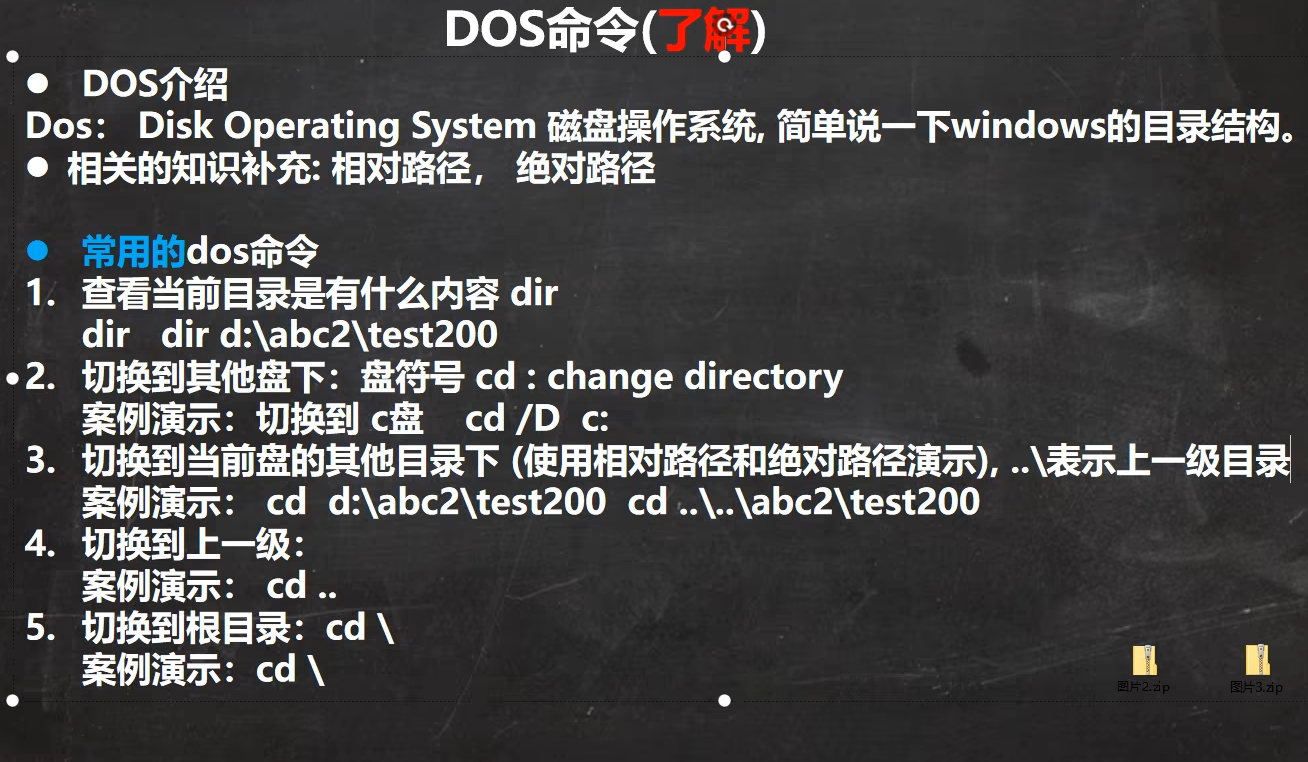 DOS命令(了解)
● DOS介绍
Dos： Disk Operating System 磁盘操作系统, 简单说一下windows的目录结构。
● 相关的知识补充: 相对路径， 绝对路径
● 常用的dos命令
1. 查看当前目录是有什么内容 dir
dir dir d:\abc2\test200
2. 切换到其他盘下：盘符号 cd : change directory
案例演示：切换到 c盘 cd /D c:
3. 切换到当前盘的其他目录下 (使用相对路径和绝对路径演示), ..\表示上一级目录
案例演示： cd d:\abc2\test200 cd ..\..\abc2\test200
4. 切换到上一级：
案例演示： cd ..
5. 切换到根目录：cd \
案例演示：cd \
图片2.zip 图片3.zip